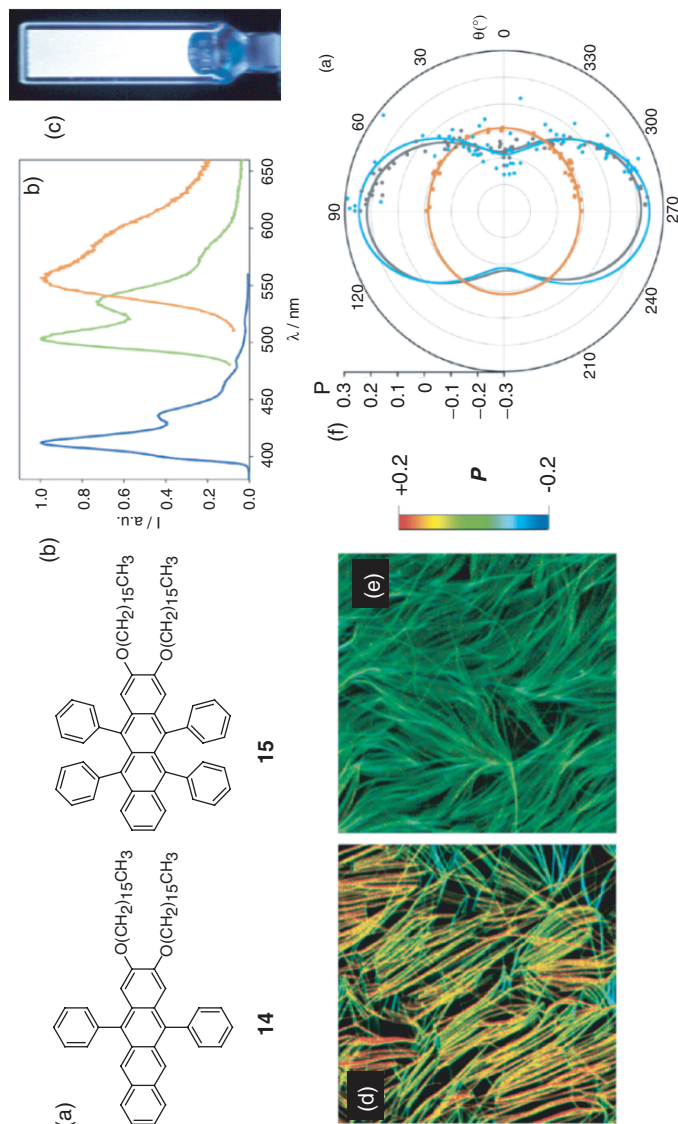 (a)
O(CH2)15CH3
O(CH2)15CH3
14
O(CH2)15CH3
O(CH2)15CH3
15
(b)
b)
I / a.u.
1.0
0.8
0.6
0.4
0.2
0.0
400
450
500
550
600
650
λ / nm
(c)
(d)
(e)
+0.2
P
-0.2
(f)
(a)
P
0.3
0.2
0.1
0
−0.1
−0.2
−0.3
θ(°)
0
30
60
90
120
210
240
270
300
330